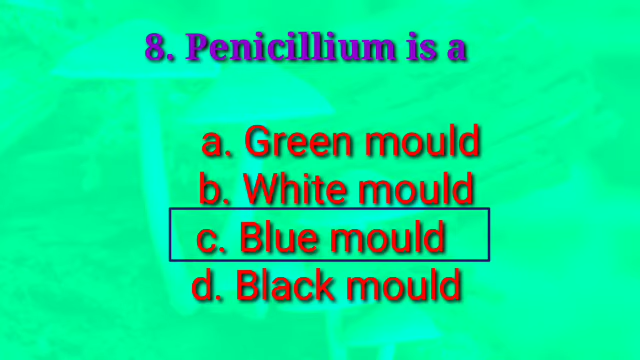 8. Penicillium is a
a. Green mould
b. White mould
c. Blue mould
d. Black mould